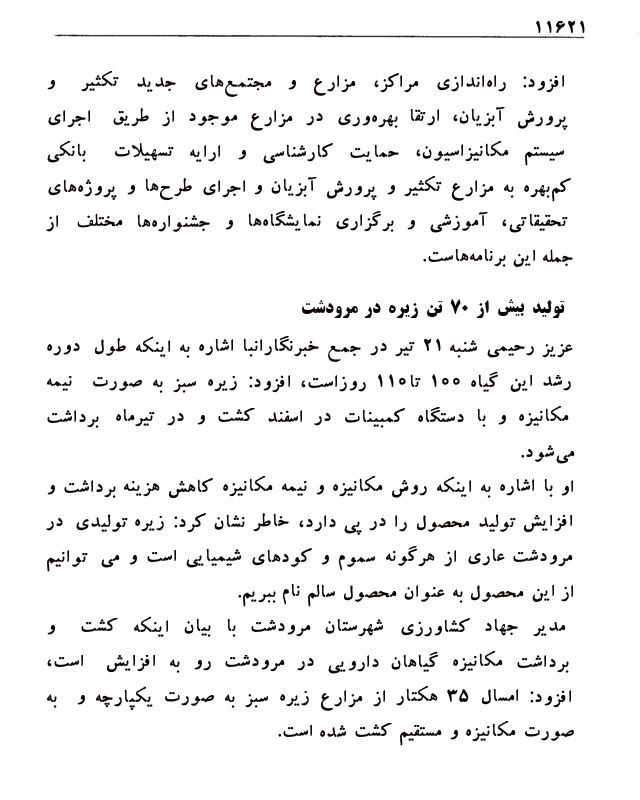 ۱۱۶۲۱
افزود: راه‌اندازی مراکز، مزارع و مجتمع‌های جدید تکثیر و
پرورش آبزیان، ارتقا بهره‌وری در مزارع موجود از طریق اجرای
سیستم مکانیزاسیون، حمایت کارشناسی و ارایه تسهیلات بانکی
کم‌بهره به مزارع تکثیر و پرورش آبزیان و اجرای طرح‌ها و پروژه‌های
تحقیقاتی، آموزشی و برگزاری نمایشگاه‌ها و جشنواره‌ها مختلف از
جمله این برنامه‌هاست.
تولید بیش از ۷۰ تن زیره در مرودشت
عزیز رحیمی شنبه ۲۱ تیر در جمع خبرنگارانبا اشاره به اینکه طول دوره
رشد این گیاه ۱۰۰ تا۱۱۰ روزاست، افزود: زیره سبز به صورت نیمه
مکانیزه و با دستگاه کمبینات در اسفند کشت و در تیرماه برداشت
می‌شود.
او با اشاره به اینکه روش مکانیزه و نیمه مکانیزه کاهش هزینه برداشت و
افزایش تولید محصول را در پی دارد، خاطر نشان کرد: زیره تولیدی در
مرودشت عاری از هرگونه سموم و کودهای شیمیایی است و می توانیم
از این محصول به عنوان محصول سالم نام ببریم.
مدیر جهاد کشاورزی شهرستان مرودشت با بیان اینکه کشت و
برداشت مکانیزه گیاهان دارویی در مرودشت رو به افزایش است،
افزود: امسال ۳۵ هکتار از مزارع زیره سبز به صورت یکپارچه و به
صورت مکانیزه و مستقیم کشت شده است.